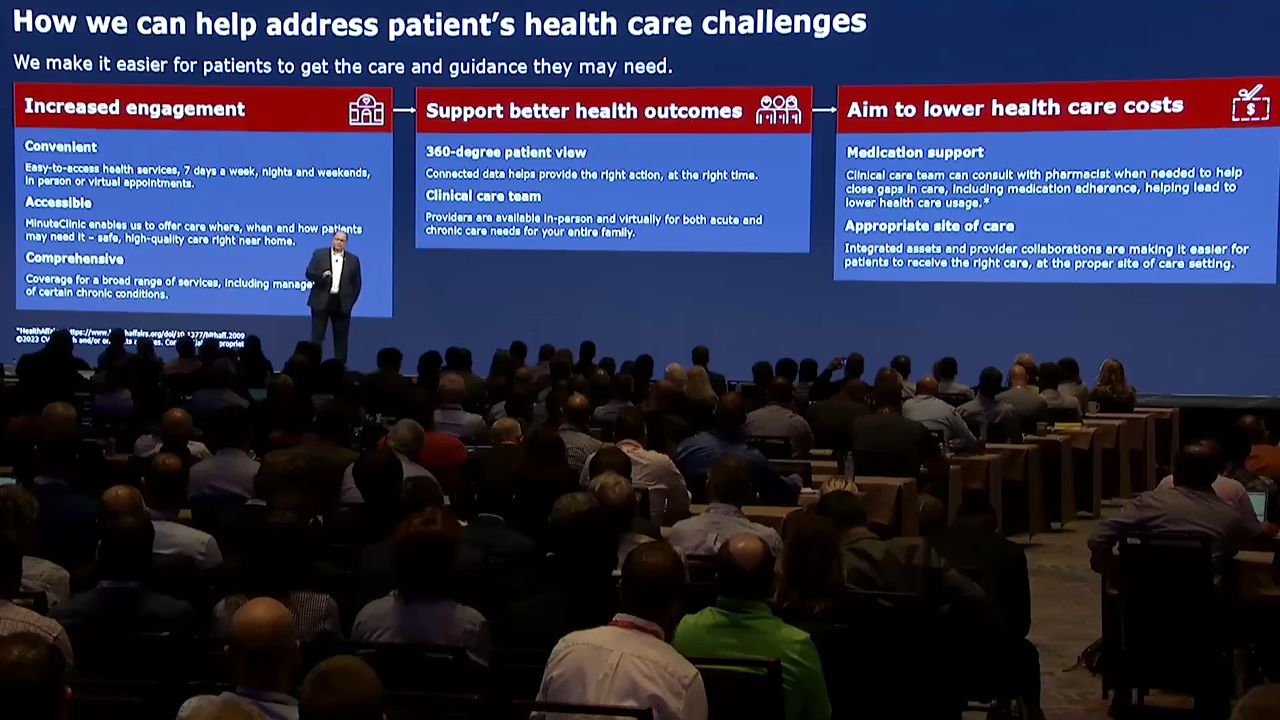 How we can help address patient's health care challenges
We make it easier for patients to get the care and guidance they may need.
Increased engagement
Convenient
Easy-to-access health services, 7 days a week, nights and weekends,
in person or virtual appointments.
Accessible
MinuteClinic enables us to offer care where, when and how patients
may need it – safe, high-quality care right near home.
Comprehensive
Coverage for a broad range of services, including
of certain chronic conditions.
Support better health outcomes
360-degree patient view
Connected data helps provide the right action, at the right time.
Clinical care team
Providers are available in-person and virtually for both acute and
chronic care needs for your entire family.
Aim to lower health care costs
$
Medication support
Clinical care team can consult with pharmacist when needed to help
close gaps in care, including medication adherence, helping lead to
lower health care usage.*
Appropriate site of care
Integrated assets and provider collaborations are making it easier for
patients to receive the right care, at the proper site of care setting.
©2023 and/or